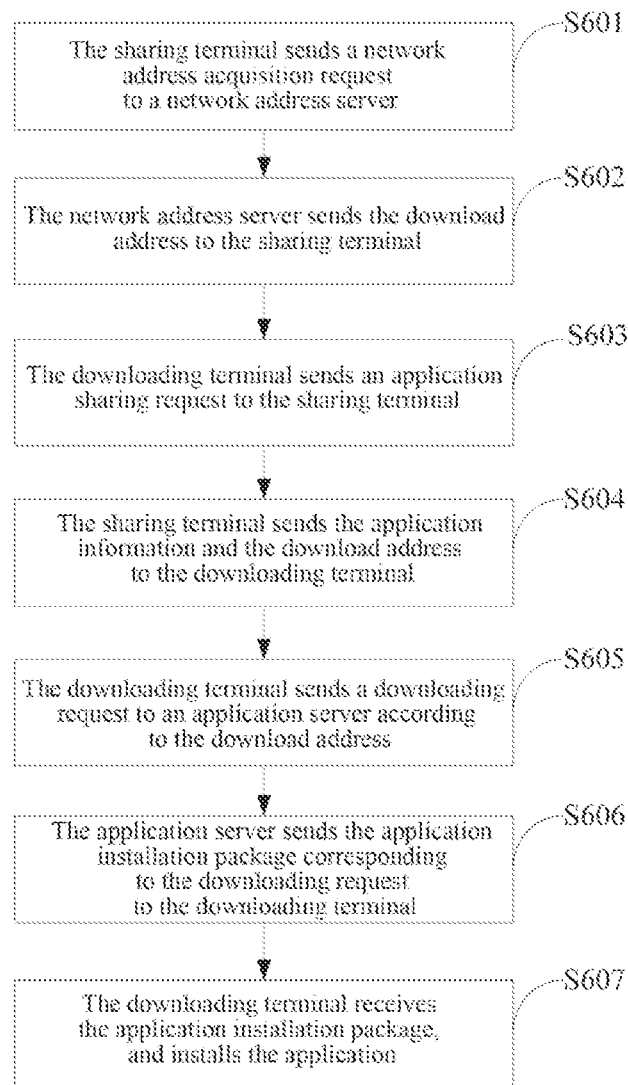 S601
The sharing terminal sends a network
address acquisition request
to a network address server
S602
The network address server sends the download
address to the sharing terminal
S603
The downloading terminal sends an application
sharing request to the sharing terminal
S604
The sharing terminal sends the application
information and the download address
to the downloading terminal
S605
The downloading terminal sends a downloading
request to an application server according
to the download address
S606
The application server sends the application
installation package corresponding
to the downloading request
to the downloading terminal
S607
The downloading terminal receives
the application installation package,
and installs the application